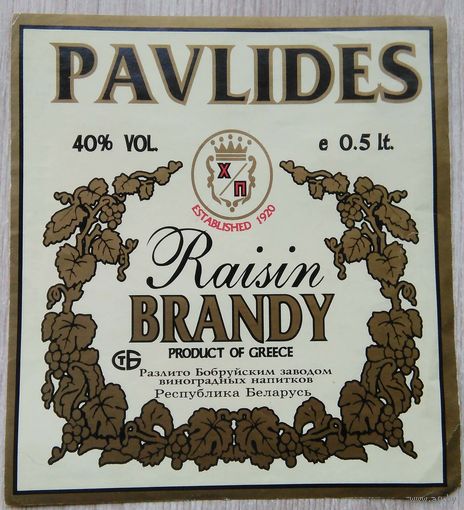 PAVLIDES
40% VOL.
e 0.5 lt.
Х П
ESTABLISHED 1920
Raisin
BRANDY
PRODUCT OF GREECE
СТБ
Разлито Бобруйским заводом
виноградных напитков
Республика Беларусь